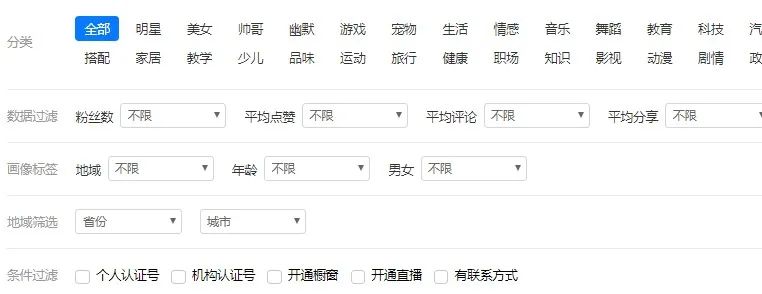 分类 全部 明星 美女 帅哥 幽默 游戏 宠物 生活 情感 音乐 舞蹈 教育 科技
搭配 家居 教学 少儿 品味 运动 旅行 健康 职场 知识 影视 动漫 剧情 政
数据过滤 粉丝数 不限 平均点赞 不限 平均评论 不限 平均分享 不限
画像标签 地域 不限 年龄 不限 男女 不限
地域筛选 省份 城市
条件过滤 个人认证号 机构认证号 开通橱窗 开通直播 有联系方式